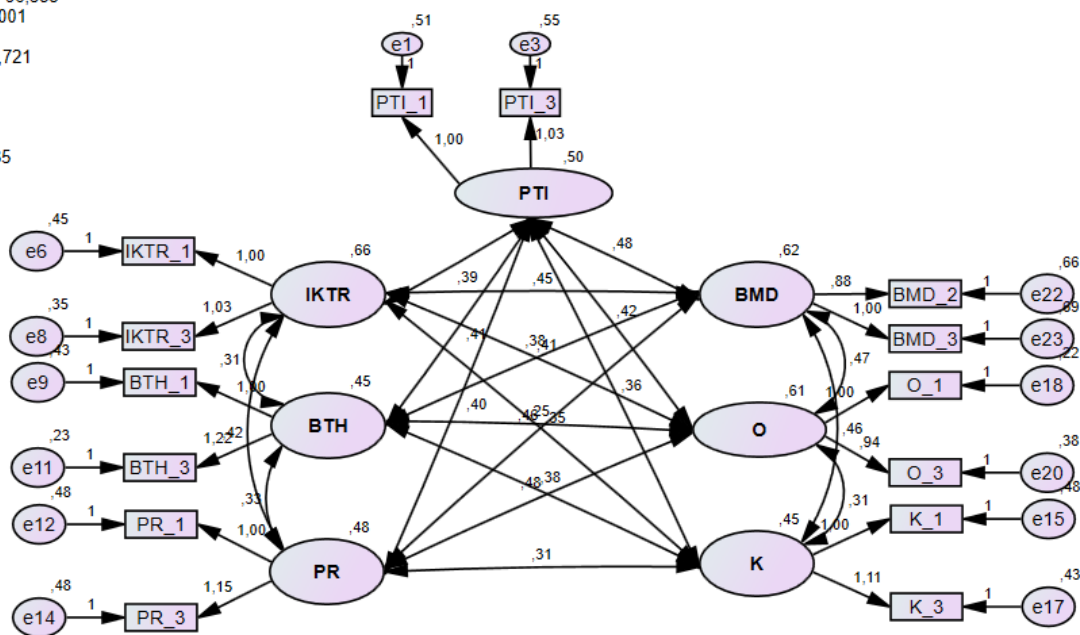 001
,721
,51
,55
e1
e3
1
1
PTI_1
PTI_3
1,00
1,03
,50
PTI
,45
e6
1
IKTR_1
1,00
,66
IKTR
,35
e8
1
IKTR_3
1,03
,43
e9
1
BTH_1
1,00
,45
BTH
,23
e11
1
BTH_3
1,22
,48
e12
1
PR_1
1,00
,48
PR
,48
e14
1
PR_3
1,15
,31
,42
,33
,39
,45
,48
,42
,41
,38
,41
,36
,40
,46
,25
,35
,48
,38
,31
,62
BMD
,88
BMD_2
1
,66
e22
1,00
BMD_3
1
e23
,47
,61
O
1,00
O_1
1
,22
e18
,46
,94
O_3
1
,38
e20
,31
,45
K
1,00
K_1
1
,48
e15
1,11
K_3
1
,43
e17